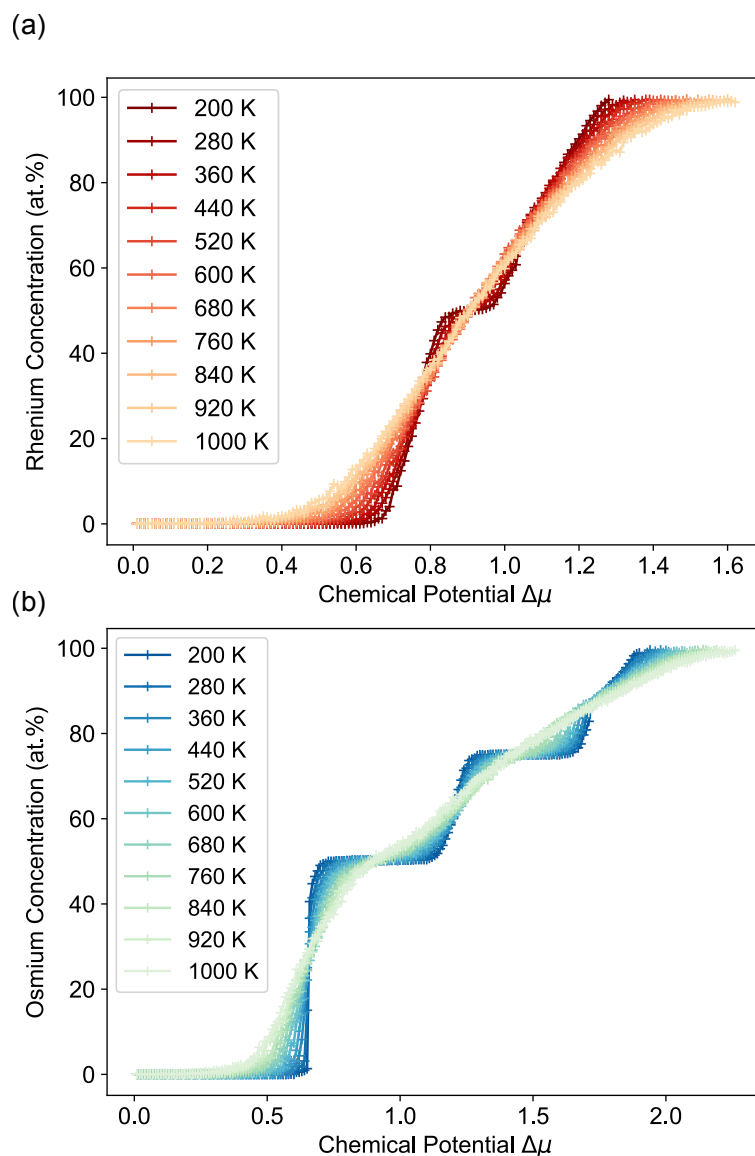 (a)
Rhenium Concentration (at.%)
100
80
60
40
20
0
200 K
280 K
360 K
440 K
520 K
600 K
680 K
760 K
840 K
920 K
1000 K
0.0 0.2 0.4 0.6 0.8 1.0 1.2 1.4 1.6
Chemical Potential Δμ
(b)
Osmium Concentration (at.%)
100
80
60
40
20
0
200 K
280 K
360 K
440 K
520 K
600 K
680 K
760 K
840 K
920 K
1000 K
0.0 0.5 1.0 1.5 2.0
Chemical Potential Δμ